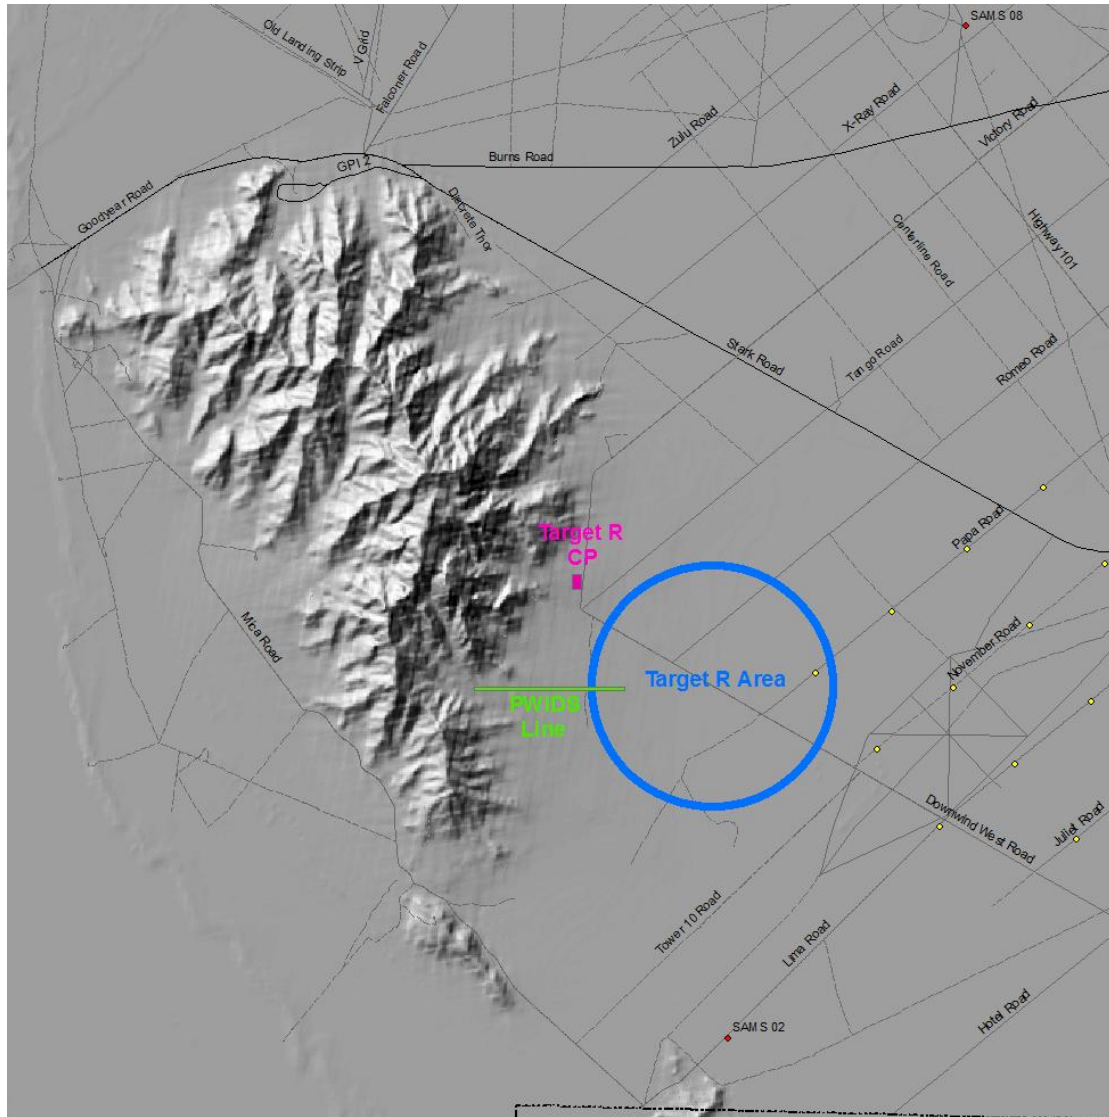 SAMS 08
Old Landing Strip
V Grid
Falconer Road
Zulu Road
X-Ray Road
Victory Road
Burns Road
GPI 2
Goodyear Road
Discrete Thor
Centerline Road
Highway 101
Stark Road
Tango Road
Romeo Road
Target R
CP
Papa Road
Mica Road
November Road
Target R Area
PWIDS
Line
Downwind West Road
Juliet Road
Tower 10 Road
Lima Road
Hotel Road
SAMS 02